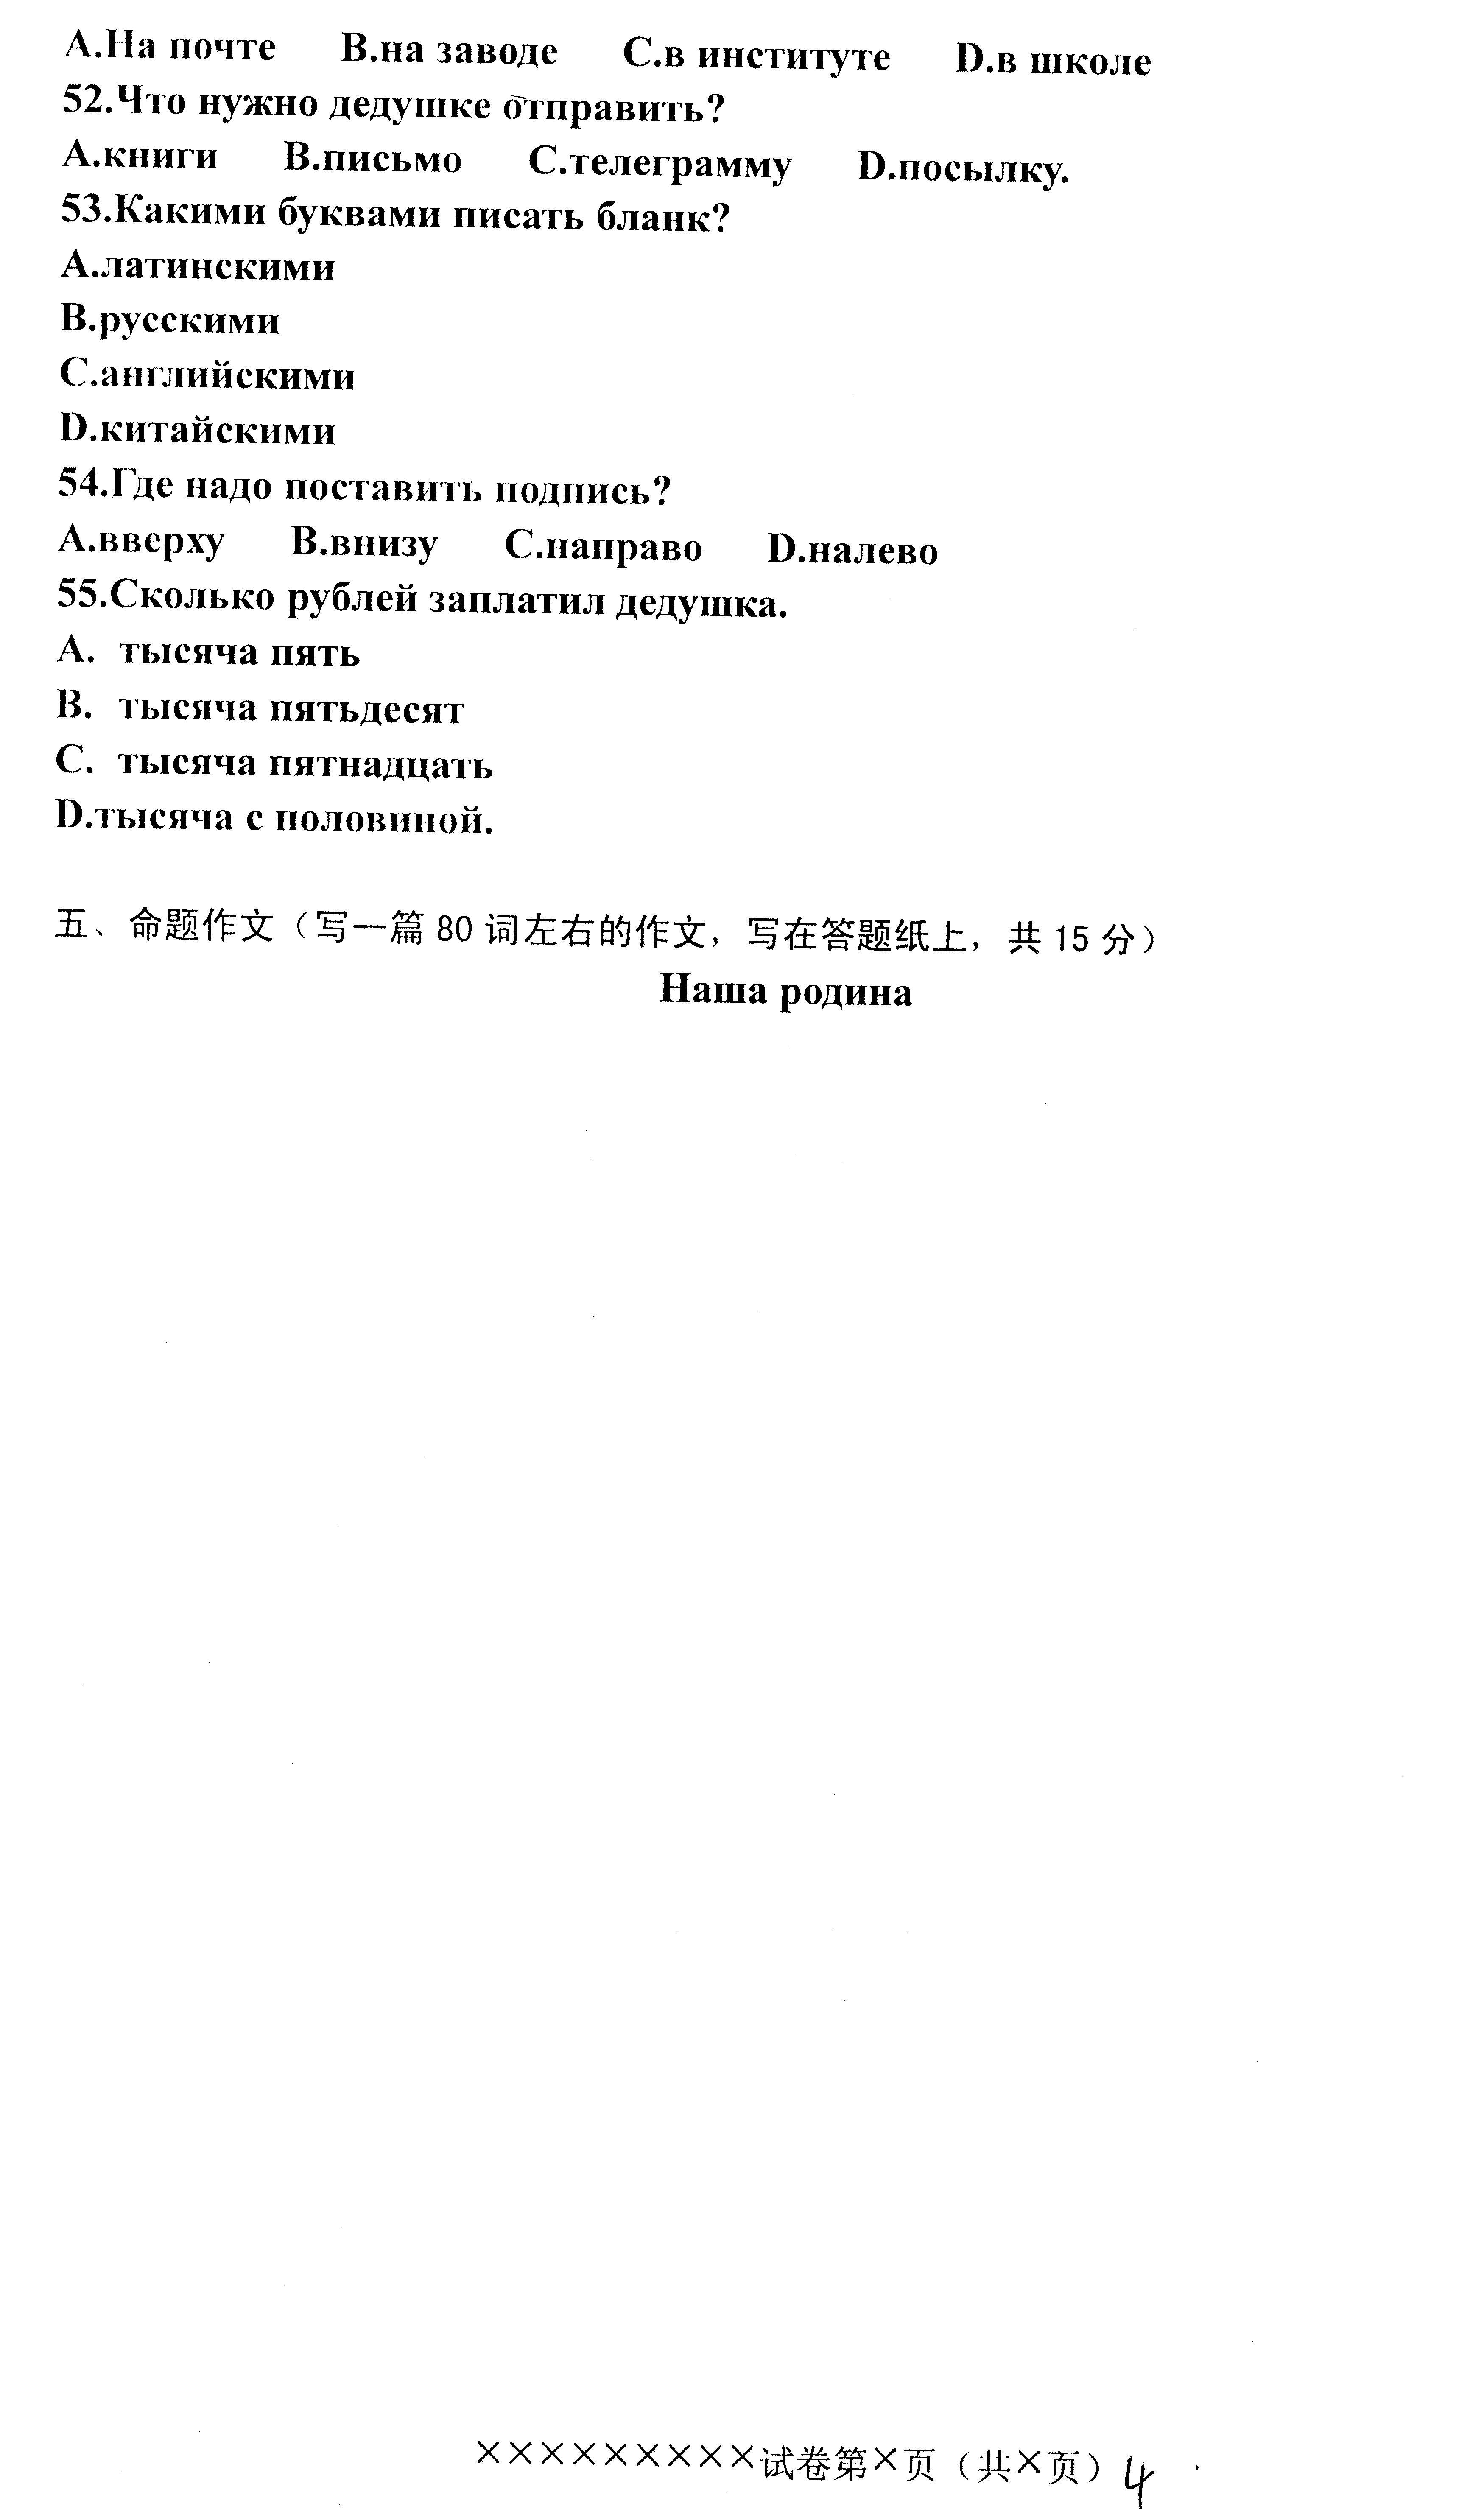 A.На почте B.на заводе C.в институте D.в школе
52.Что нужно дедушке отправить?
A.книги B.письмо C.телеграмму D.посылку.
53.Какими буквами писать бланк?
A.латинскими
B.русскими
C.английскими
D.китайскими
54.Где надо поставить подпись?
A.вверху B.внизу C.направо D.налево
55.Сколько рублей заплатил дедушка.
A. тысяча пять
B. тысяча пятьдесят
C. тысяча пятнадцать
D.тысяча с половиной.
五、命题作文（写一篇 80 词左右的作文，写在答题纸上，共 15 分）
Наша родина
×××××××××试卷第×页（共×页） 4